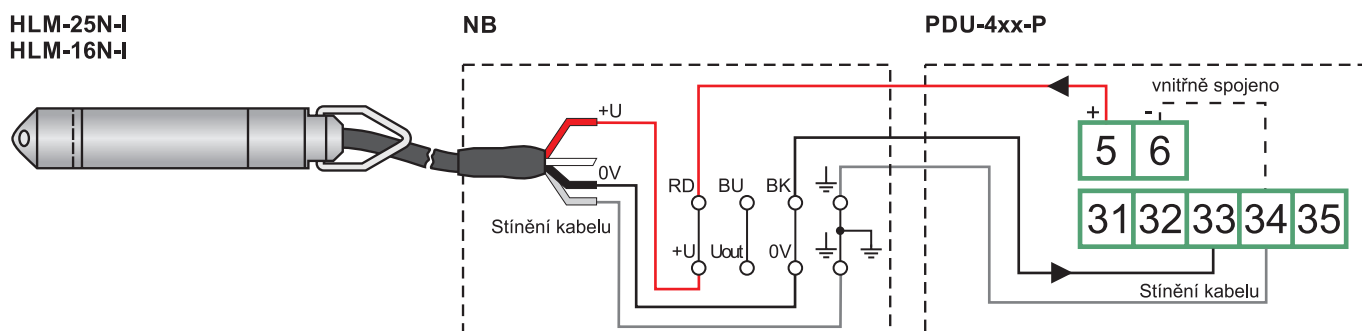 HLM-25N-I
HLM-16N-I
NB
PDU-4xx-P
vnitřně spojeno
+U
+ -
5 6
0V
RD BU BK
31 32 33 34 35
Stínění kabelu
+U Uout 0V
Stínění kabelu